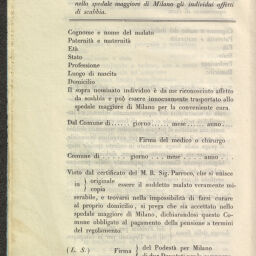 nello spedale maggiore di Milano gli individui affetti
di scabbia.
Cognome e nome del malato
Paternità e maternità
Età
Stato
Professione
Luogo di nascita
Domicilio
Il sopra nominato individuo è da me riconosciuto affetto
da scabbia e può essere innocuamente trasportato allo
spedale maggiore di Milano per la conveniente cura.
Dal Comune di...... giorno .... mese .... anno....
Firma del medico o chirurgo
Comune di...... giorno .... mese .... anno....
Visto dal certificato del M. R. Sig. Parroco, che si unisce
in } originale
copia
essere il suddetto malato veramente mi-
serabile, e trovarsi nella impossibilità di farsi curare
al proprio domicilio, si prega che sia accettato nello
spedale maggiore di Milano, dichiarandosi questo Co-
mune obbligato al pagamento della pensione a termini
del regolamento.
(L. S.) Firma } del Podestà per Milano